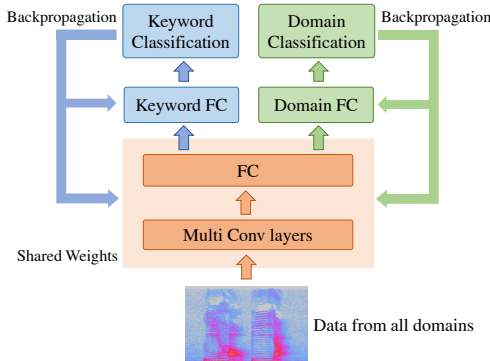 Backpropagation
Keyword
Classification
Domain
Classification
Backpropagation
Keyword FC
Domain FC
FC
Multi Conv layers
Shared Weights
Data from all domains